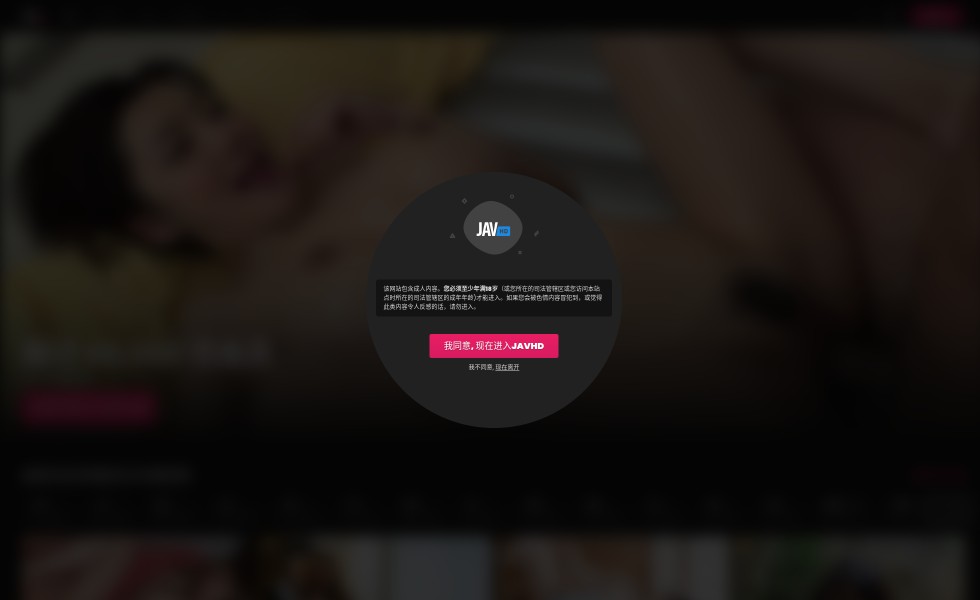 JAV HD
该网站包含成人内容。您必须至少年满18岁（或您所在的司法管辖区或您访问本站
点时所在的司法管辖区的成年年龄)才能进入。如果您会被色情内容冒犯到，或觉得
此类内容令人反感的话，请勿进入。
我同意, 现在进入JAVHD
我不同意, 现在离开